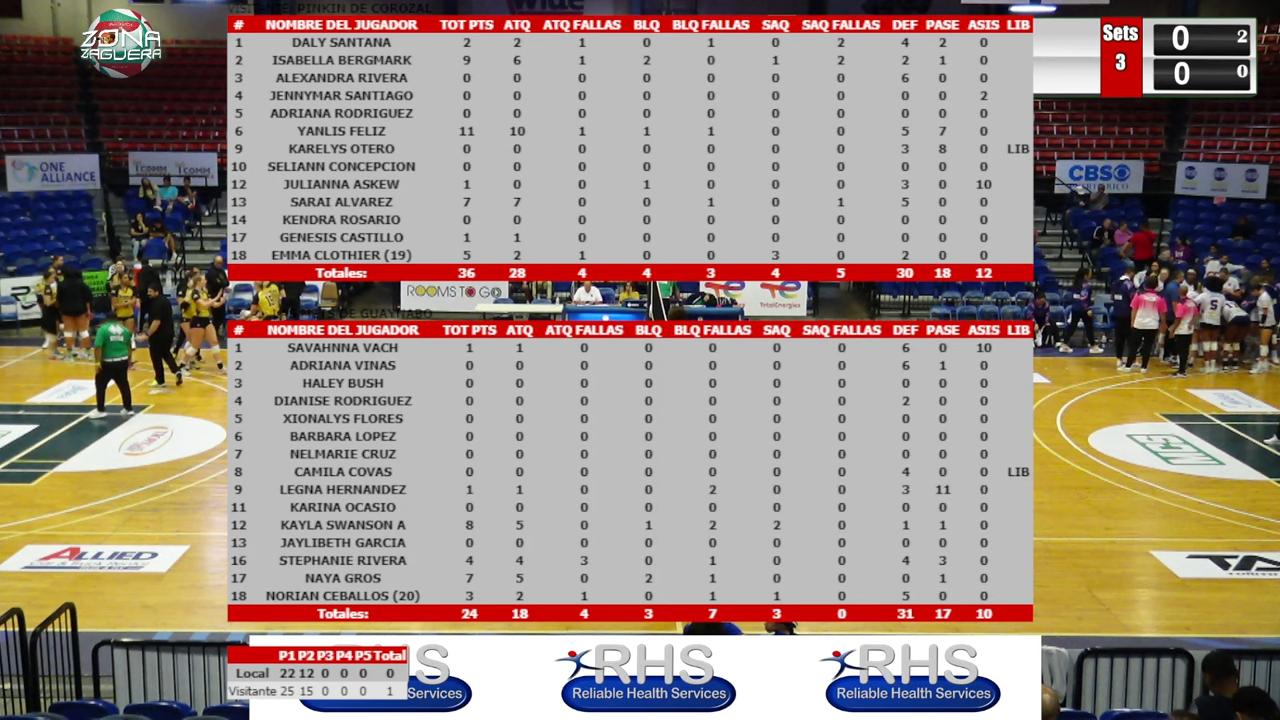 VISITANTE: PINKIN DE COROZAL
ZONA
ZAGUERA
# NOMBRE DEL JUGADOR TOT PTS ATQ ATQ FALLAS BLQ BLQ FALLAS SAQ SAQ FALLAS DEF PASE ASIS LIB
1 DALY SANTANA 2 2 1 0 1 0 2 4 2 0
2 ISABELLA BERGMARK 9 6 1 2 0 1 2 2 1 0
3 ALEXANDRA RIVERA 0 0 0 0 0 0 0 6 0 0
4 JENNYMAR SANTIAGO 0 0 0 0 0 0 0 0 0 2
5 ADRIANA RODRIGUEZ 0 0 0 0 0 0 0 0 0 0
6 YANLIS FELIZ 11 10 1 1 1 0 0 5 7 0
9 KARELYS OTERO 0 0 0 0 0 0 0 3 8 0 LIB
10 SELIANN CONCEPCION 0 0 0 0 0 0 0 0 0 0
12 JULIANNA ASKEW 1 0 0 1 0 0 0 3 0 10
13 SARAI ALVAREZ 7 7 0 0 1 0 1 5 0 0
14 KENDRA ROSARIO 0 0 0 0 0 0 0 0 0 0
17 GENESIS CASTILLO 1 1 0 0 0 0 0 0 0 0
18 EMMA CLOTHIER (19) 5 2 1 0 0 3 0 2 0 0
Totales: 36 28 4 4 3 4 5 30 18 12
Sets
3
0 2
0 0
ONE
ALLIANCE
CBS
ROOMS TO GO
TotalEnergies
# NOMBRE DEL JUGADOR TOT PTS ATQ ATQ FALLAS BLQ BLQ FALLAS SAQ SAQ FALLAS DEF PASE ASIS LIB
1 SAVAHNNA VACH 1 1 0 0 0 0 0 6 0 10
2 ADRIANA VINAS 0 0 0 0 0 0 0 6 1 0
3 HALEY BUSH 0 0 0 0 0 0 0 0 0 0
4 DIANISE RODRIGUEZ 0 0 0 0 0 0 0 2 0 0
5 XIONALYS FLORES 0 0 0 0 0 0 0 0 0 0
6 BARBARA LOPEZ 0 0 0 0 0 0 0 0 0 0
7 NELMARIE CRUZ 0 0 0 0 0 0 0 0 0 0
8 CAMILA COVAS 0 0 0 0 0 0 0 4 0 0 LIB
9 LEGNA HERNANDEZ 1 1 0 0 2 0 0 3 11 0
11 KARINA OCASIO 0 0 0 0 0 0 0 0 0 0
12 KAYLA SWANSON A 8 5 0 1 2 2 0 1 1 0
13 JAYLIBETH GARCIA 0 0 0 0 0 0 0 0 0 0
16 STEPHANIE RIVERA 4 4 3 0 1 0 0 4 3 0
17 NAYA GROS 7 5 0 2 1 0 0 0 1 0
18 NORIAN CEBALLOS (20) 3 2 1 0 1 1 0 5 0 0
Totales: 24 18 4 3 7 3 0 31 17 10
ALLIED
P1 P2 P3 P4 P5 Total
Local 22 12 0 0 0 0
Visitante 25 15 0 0 0 1
Services
RHS
Reliable Health Services
RHS
Reliable Health Services